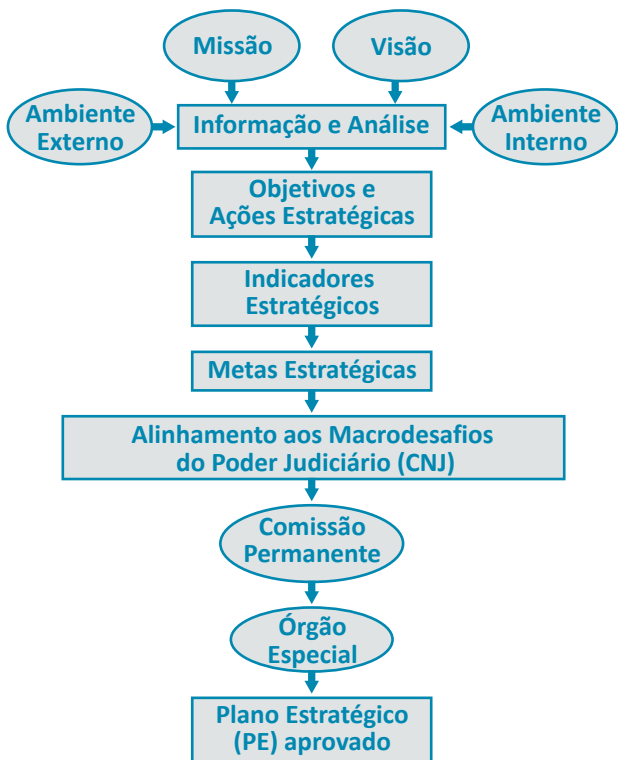 Missão
Visão
Ambiente
Externo
Informação e Análise
Ambiente
Interno
Objetivos e
Ações Estratégicas
Indicadores
Estratégicos
Metas Estratégicas
Alinhamento aos Macrodesafios
do Poder Judiciário (CNJ)
Comissão
Permanente
Órgão
Especial
Plano Estratégico
(PE) aprovado